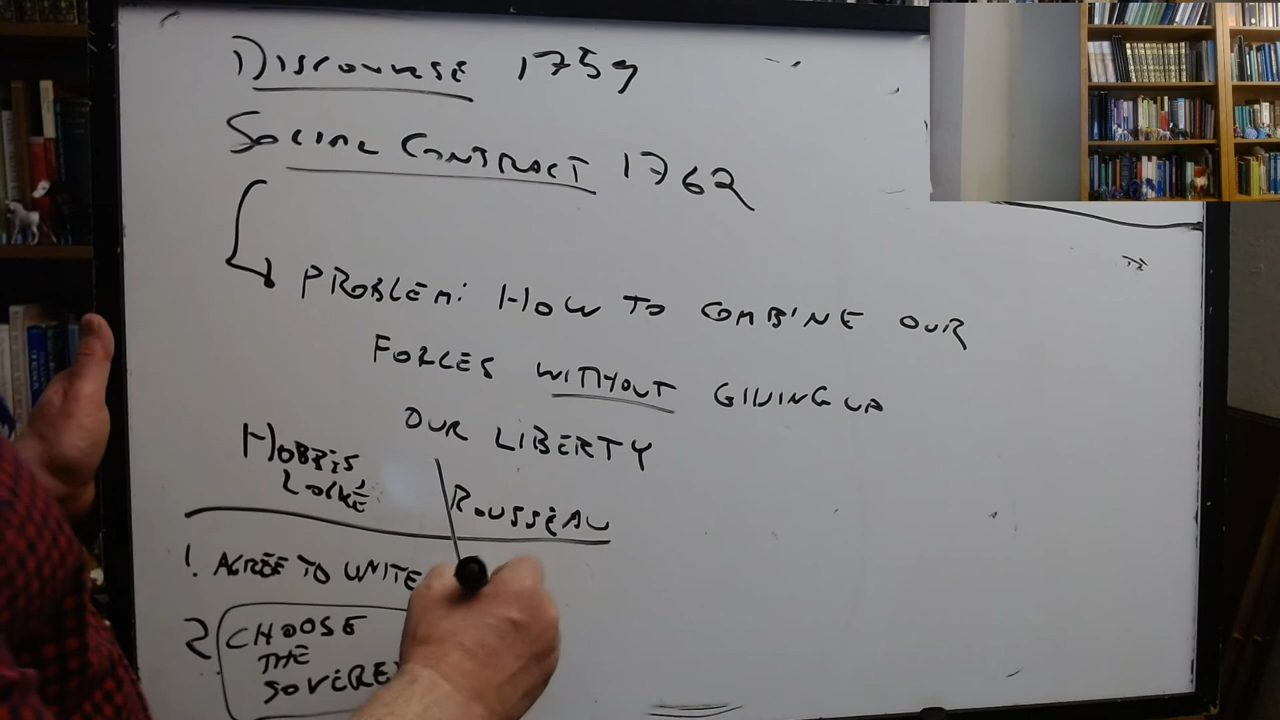 DISCOURSE 1759
SOCIAL CONTRACT 1762
PROBLEM: HOW TO COMBINE OUR
FORCES WITHOUT GIVING UP
OUR LIBERTY
HOBBES,
LOCKE
ROUSSEAU
1. AGREE TO UNITE
2 CHOOSE
THE
SOVERE